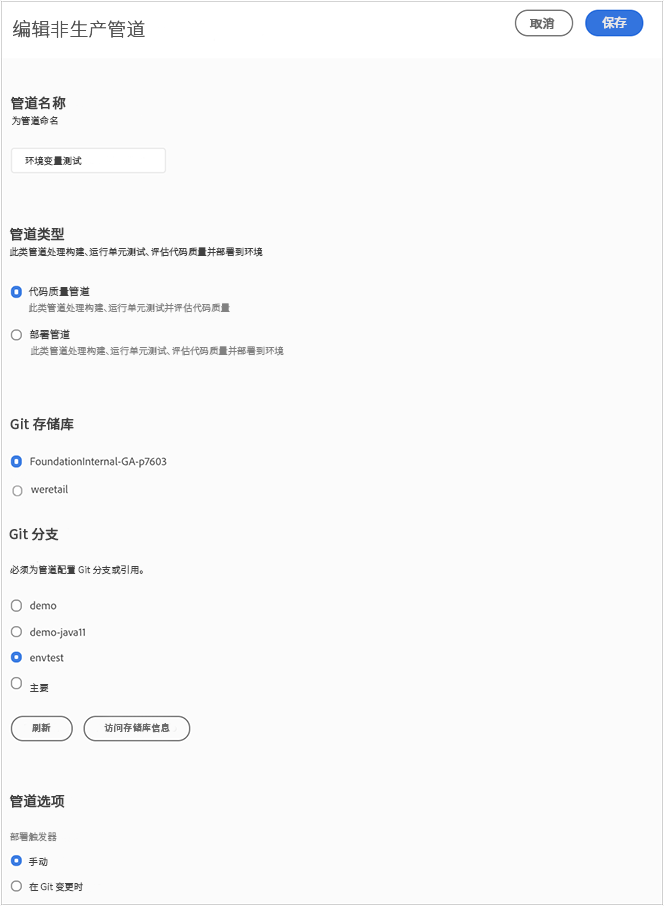 编辑非生产管道
取消
保存
管道名称
为管道命名
环境变量测试
管道类型
此类管道处理构建、运行单元测试、评估代码质量并部署到环境
代码质量管道
此类管道处理构建、运行单元测试并评估代码质量
部署管道
此类管道处理构建、运行单元测试、评估代码质量并部署到环境
Git 存储库
FoundationInternal-GA-p7603
weretail
Git 分支
必须为管道配置 Git 分支或引用。
demo
demo-java11
envtest
主要
刷新
访问存储库信息
管道选项
部署触发器
手动
在 Git 变更时